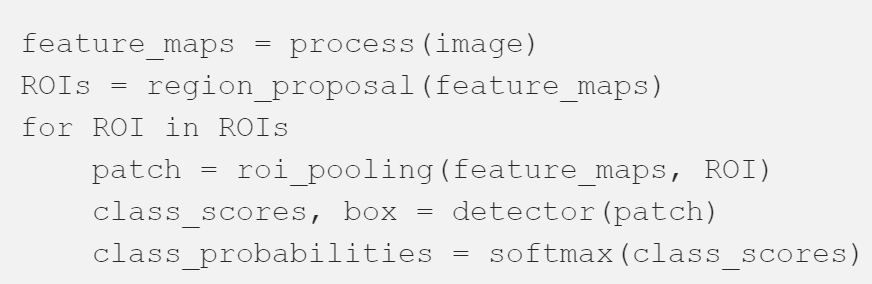 feature_maps = process(image)
ROIs = region_proposal(feature_maps)
for ROI in ROIs
    patch = roi_pooling(feature_maps, ROI)
    class_scores, box = detector(patch)
    class_probabilities = softmax(class_scores)